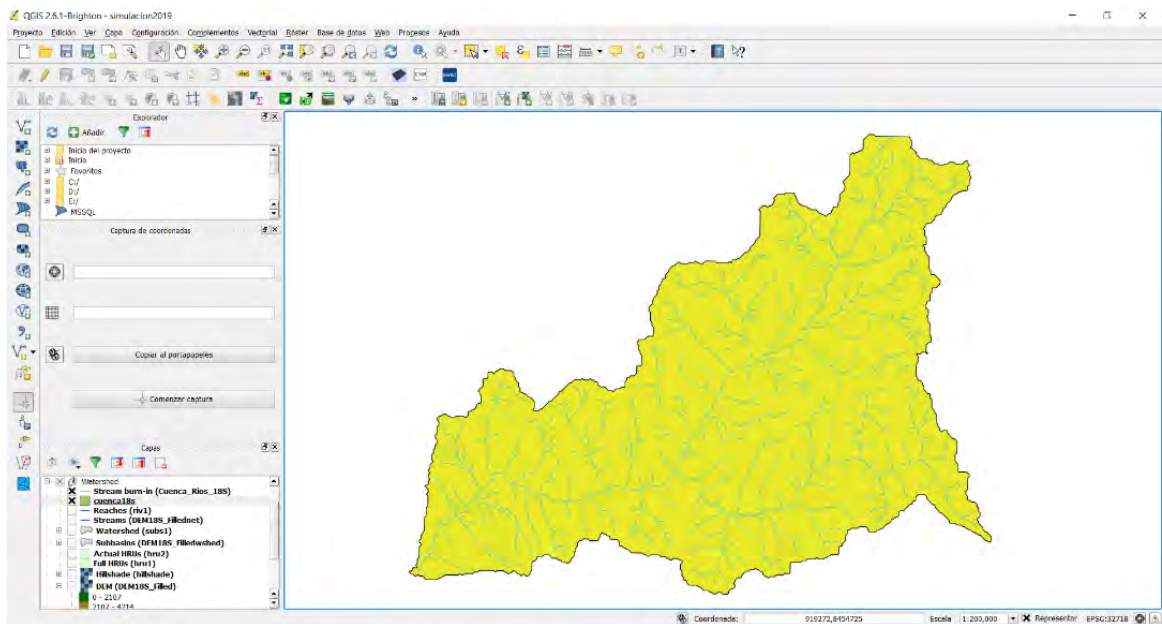 QGIS 2.6.1-Brighton - simulacion2019
Proyecto Edición Ver Capa Configuración Complementos Vectorial Ráster Base de datos Web Procesos Ayuda
Explorador
Añadir
Inicio del proyecto
Inicio
Favoritos
C:/
D:/
E:/
MSSQL
Captura de coordenadas
Copiar al portapapeles
Comenzar captura
Capas
Watershed
Stream burn-in (Cuenca_Rios_18S)
cuenca18s
Reaches (riv1)
Streams (DEM18S_Fillednet)
Watershed (subs1)
Subbasins (DEM18S_Filledwshed)
Actual HRUs (hru2)
Full HRUs (hru1)
Hillshade (hillshade)
DEM (DEM18S_Filled)
0 - 2107
2107 - 4214
Coordenada: 919272,8454725 Escala 1:200,000 Representar EPSG:32718